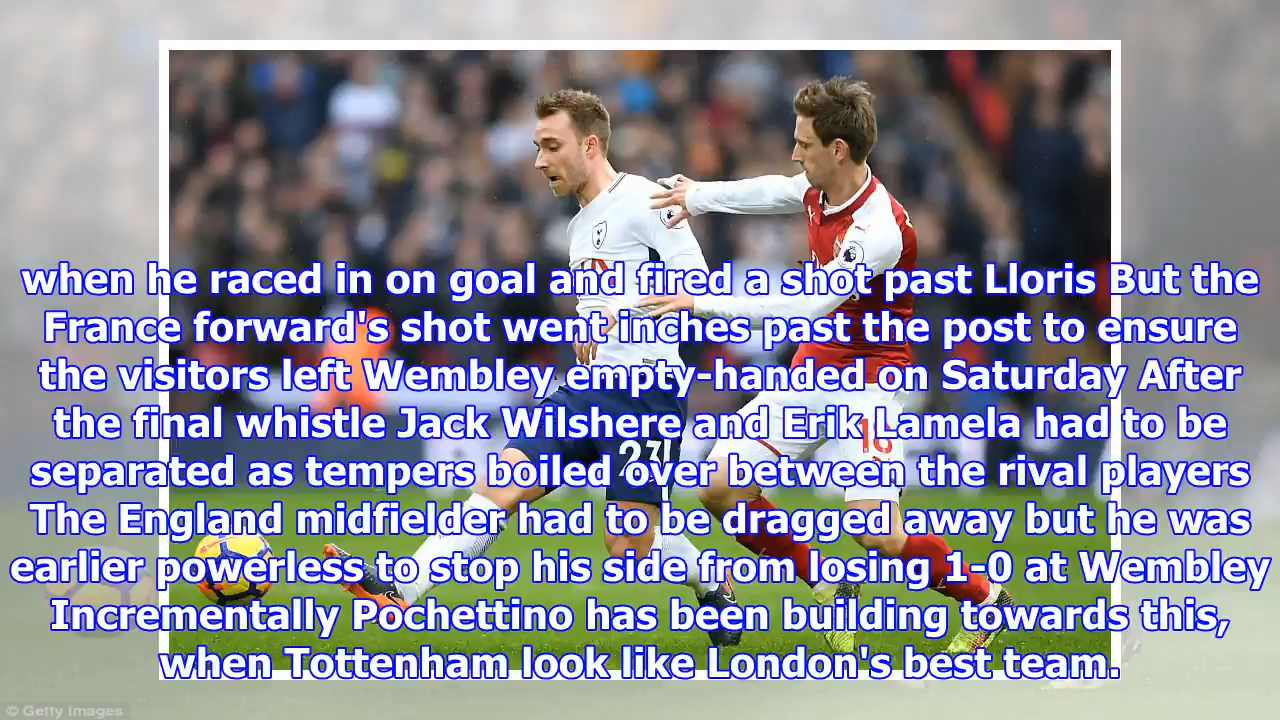 when he raced in on goal and fired a shot past Lloris But the
France forward's shot went inches past the post to ensure
the visitors left Wembley empty-handed on Saturday After
the final whistle Jack Wilshere and Erik Lamela had to be
separated as tempers boiled over between the rival players
The England midfielder had to be dragged away but he was
earlier powerless to stop his side from losing 1-0 at Wembley
Incrementally Pochettino has been building towards this,
when Tottenham look like London's best team.
23
18
© Getty Images